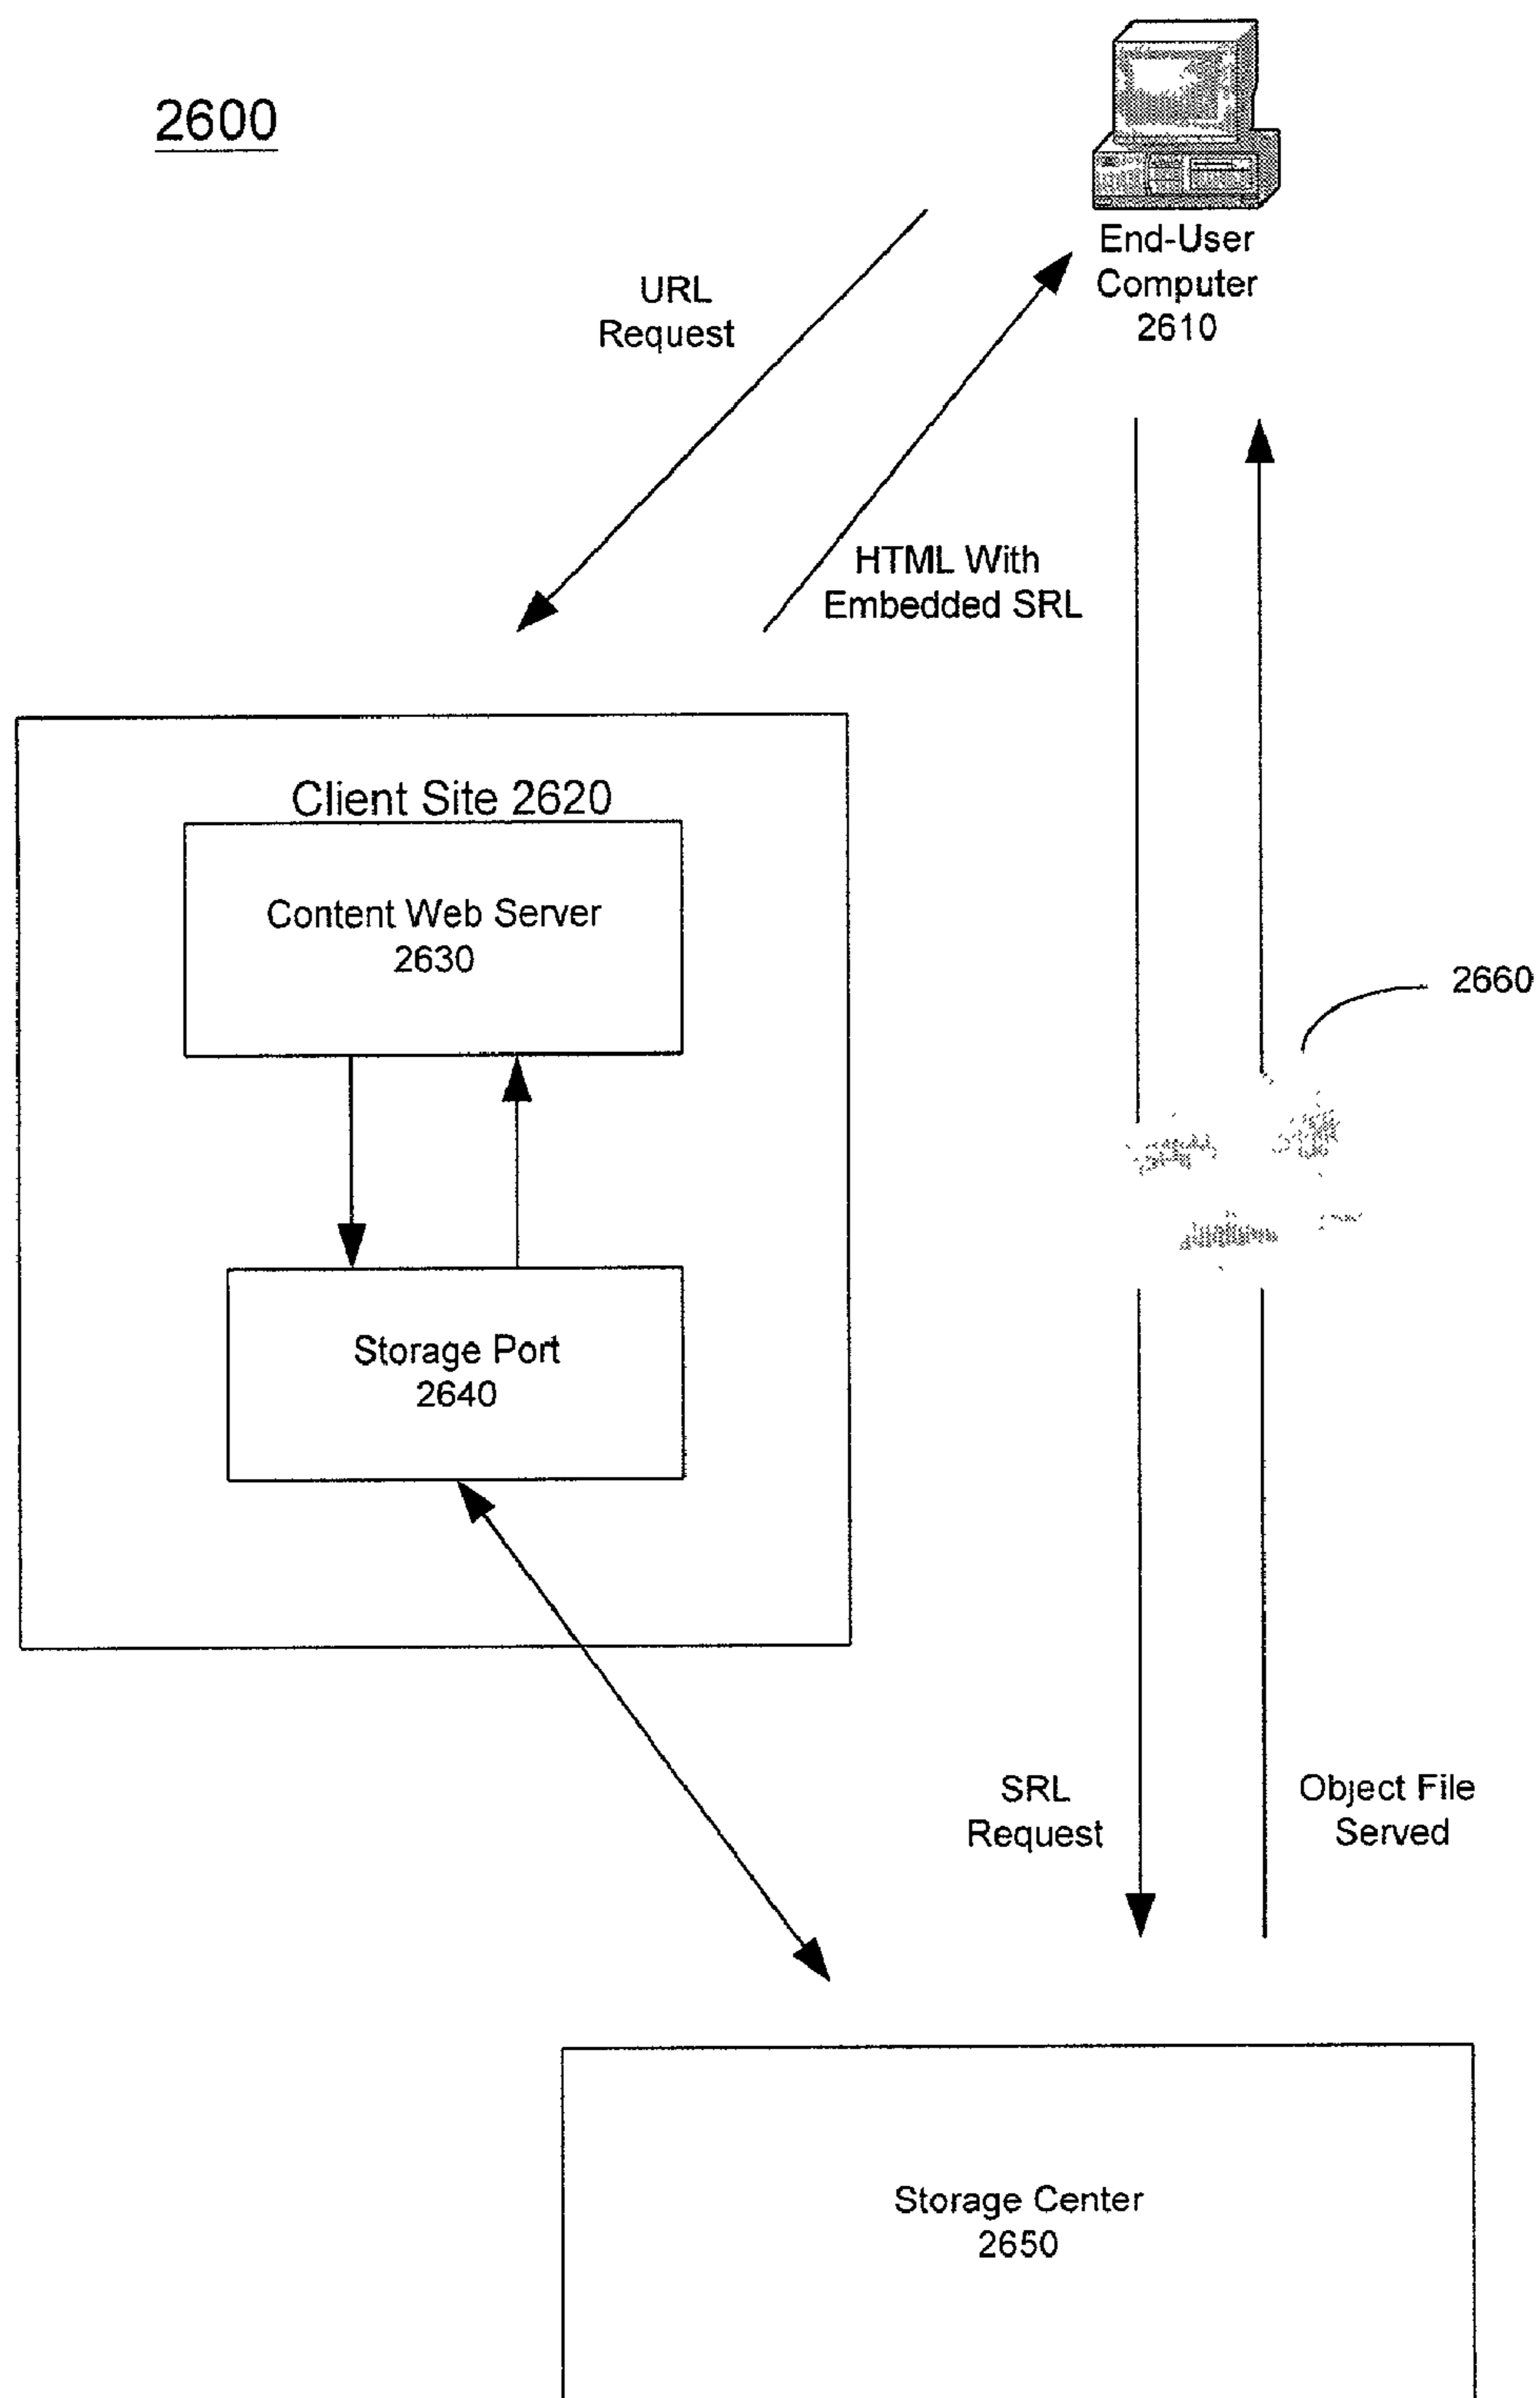 2600
End-User
Computer
2610
URL
Request
HTML With
Embedded SRL
Client Site 2620
Content Web Server
2630
2660
Storage Port
2640
SRL
Request
Object File
Served
Storage Center
2650